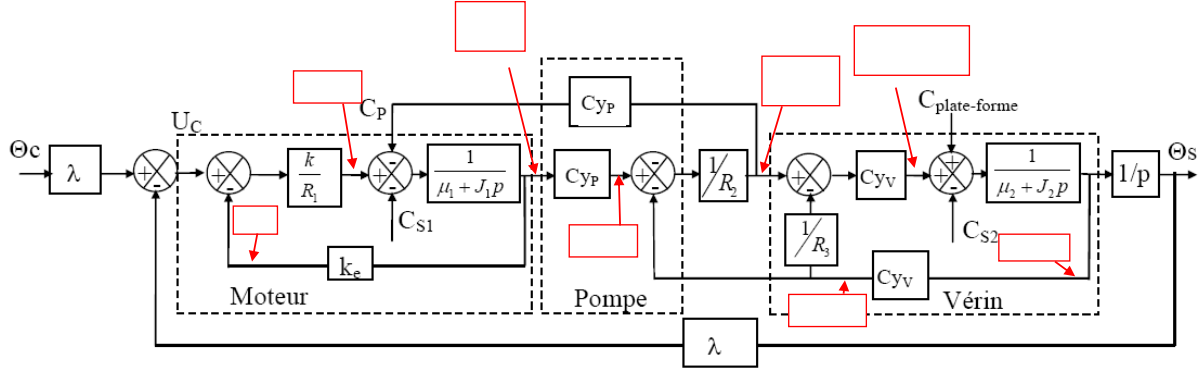 Θc
λ
U_C
+
-
+
-
k/R₁
C_P
+
-
-
C_S1
1/(μ₁ + J₁p)
k_e
Moteur
Cy_P
Cy_P
+
-
-
Pompe
1/R₂
+
-
1/R₃
Cy_V
C_plate-forme
+
+
-
C_S2
1/(μ₂ + J₂p)
Cy_V
Vérin
1/p
Θs
λ